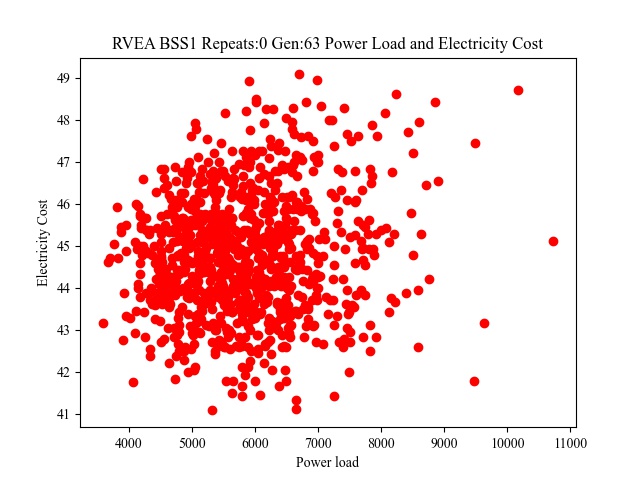 RVEA BSS1 Repeats:0 Gen:63 Power Load and Electricity Cost
49
48
47
46
45
44
43
42
41
Electricity Cost
4000 5000 6000 7000 8000 9000 10000 11000
Power load